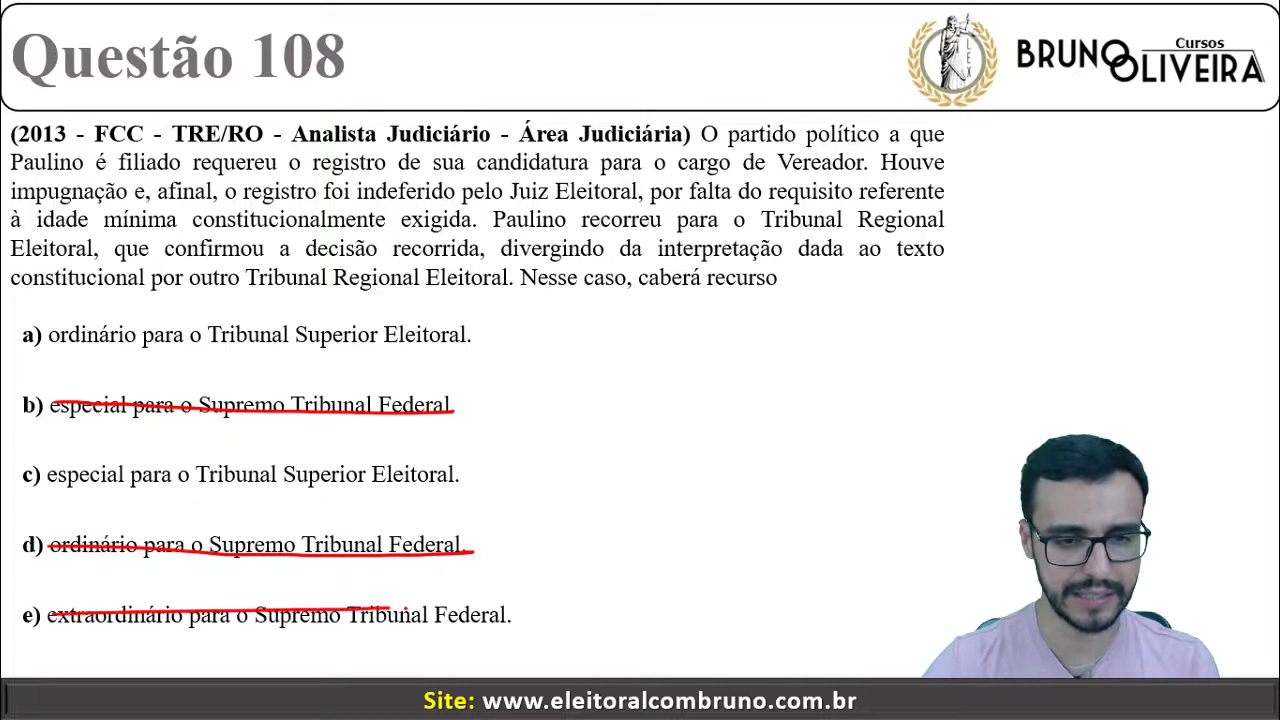 Questão 108
LEX
Cursos
BRUNO
OLIVEIRA
(2013 - FCC - TRE/RO - Analista Judiciário - Área Judiciária) O partido político a que
Paulino é filiado requereu o registro de sua candidatura para o cargo de Vereador. Houve
impugnação e, afinal, o registro foi indeferido pelo Juiz Eleitoral, por falta do requisito referente
à idade mínima constitucionalmente exigida. Paulino recorreu para o Tribunal Regional
Eleitoral, que confirmou a decisão recorrida, divergindo da interpretação dada ao texto
constitucional por outro Tribunal Regional Eleitoral. Nesse caso, caberá recurso
a) ordinário para o Tribunal Superior Eleitoral.
b) especial para o Supremo Tribunal Federal.
c) especial para o Tribunal Superior Eleitoral.
d) ordinário para o Supremo Tribunal Federal.
e) extraordinário para o Supremo Tribunal Federal.
Site: www.eleitoralcombruno.com.br